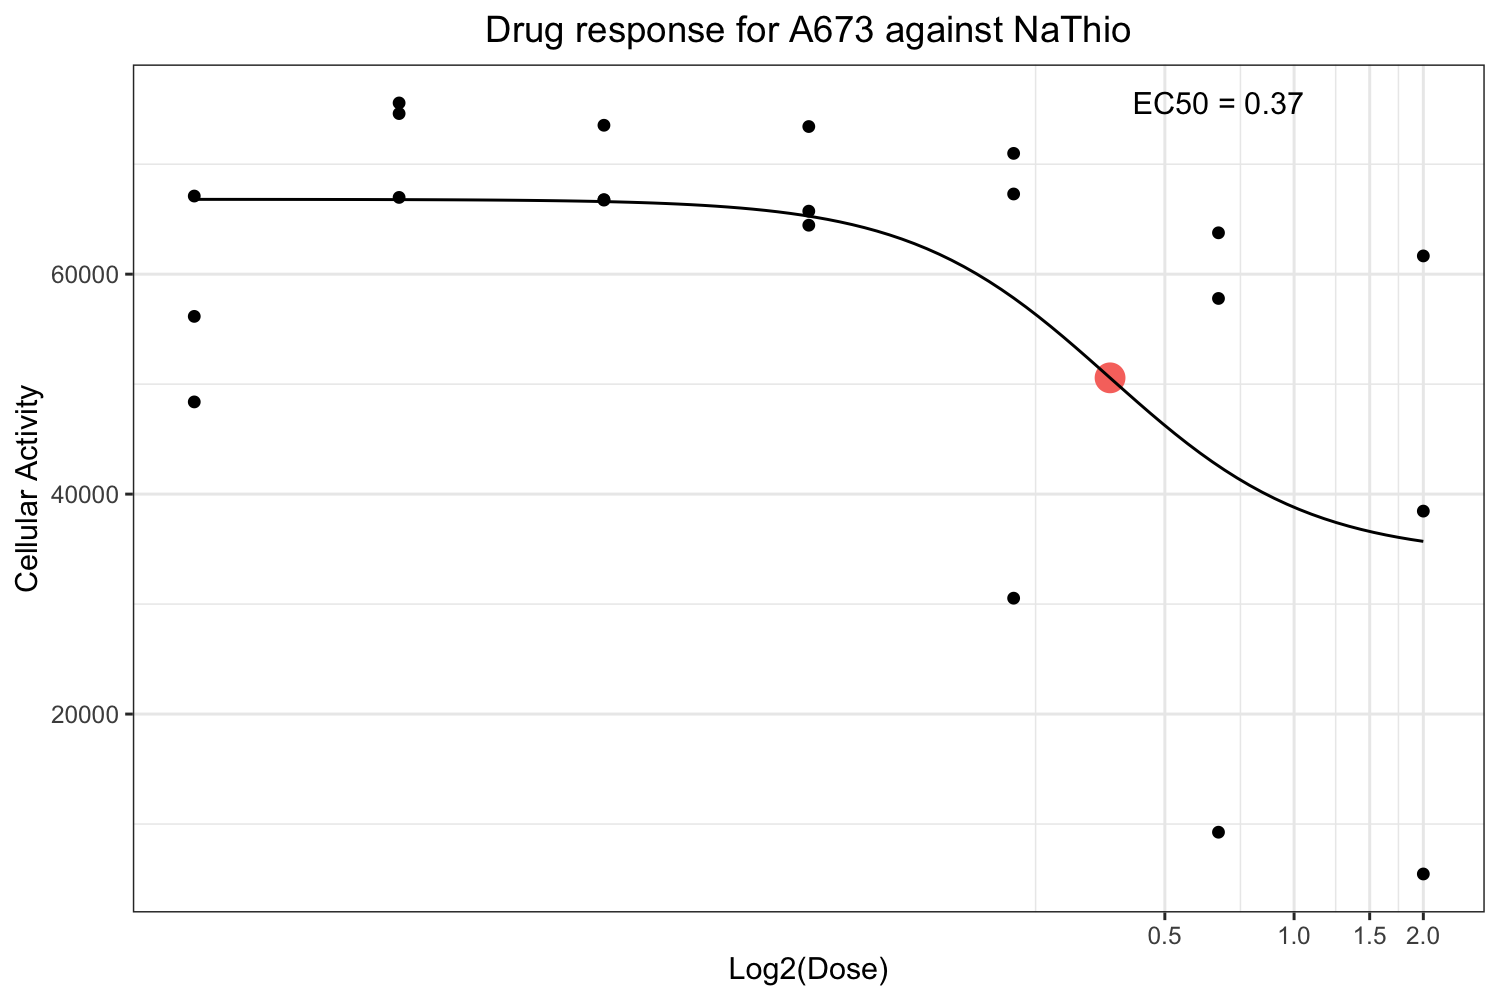 Drug response for A673 against NaThio
EC50 = 0.37
60000
40000
20000
Cellular Activity
0.5 1.0 1.5 2.0
Log2(Dose)